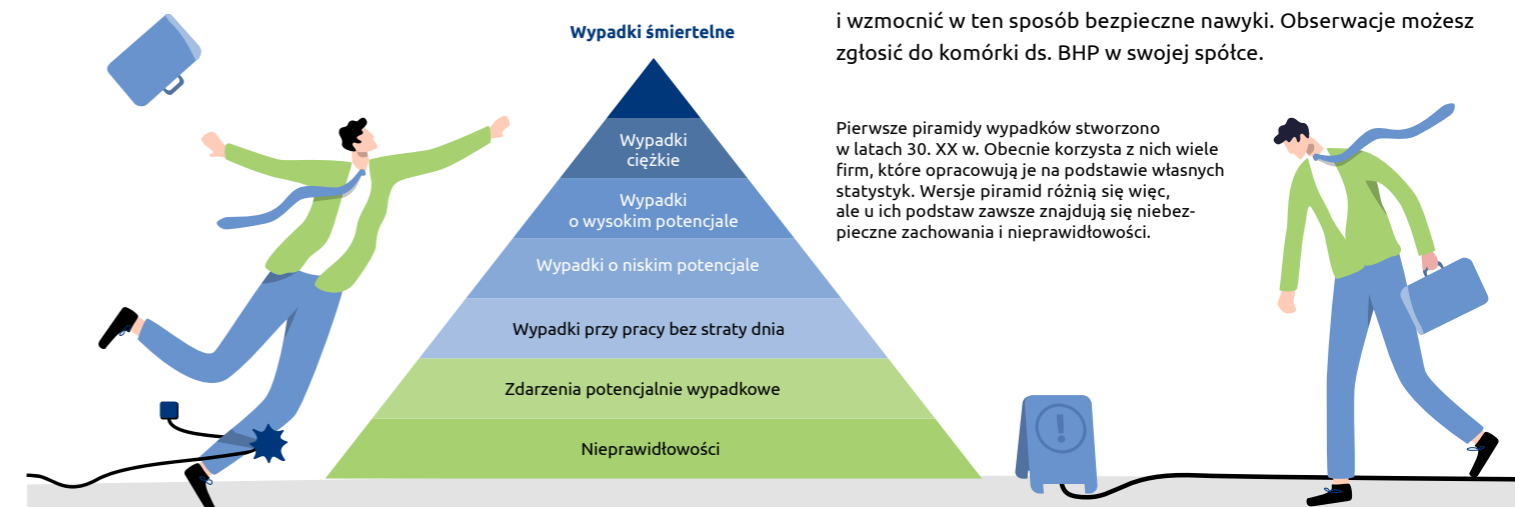 Wypadki śmiertelne
Wypadki
ciężkie
Wypadki
o wysokim potencjale
Wypadki o niskim potencjale
Wypadki przy pracy bez straty dnia
Zdarzenia potencjalnie wypadkowe
Nieprawidłowości
i wzmocnić w ten sposób bezpieczne nawyki. Obserwacje możesz
zgłosić do komórki ds. BHP w swojej spółce.
Pierwsze piramidy wypadków stworzono
w latach 30. XX w. Obecnie korzysta z nich wiele
firm, które opracowują je na podstawie własnych
statystyk. Wersje piramid różnią się więc,
ale u ich podstaw zawsze znajdują się niebez-
pieczne zachowania i nieprawidłowości.
!